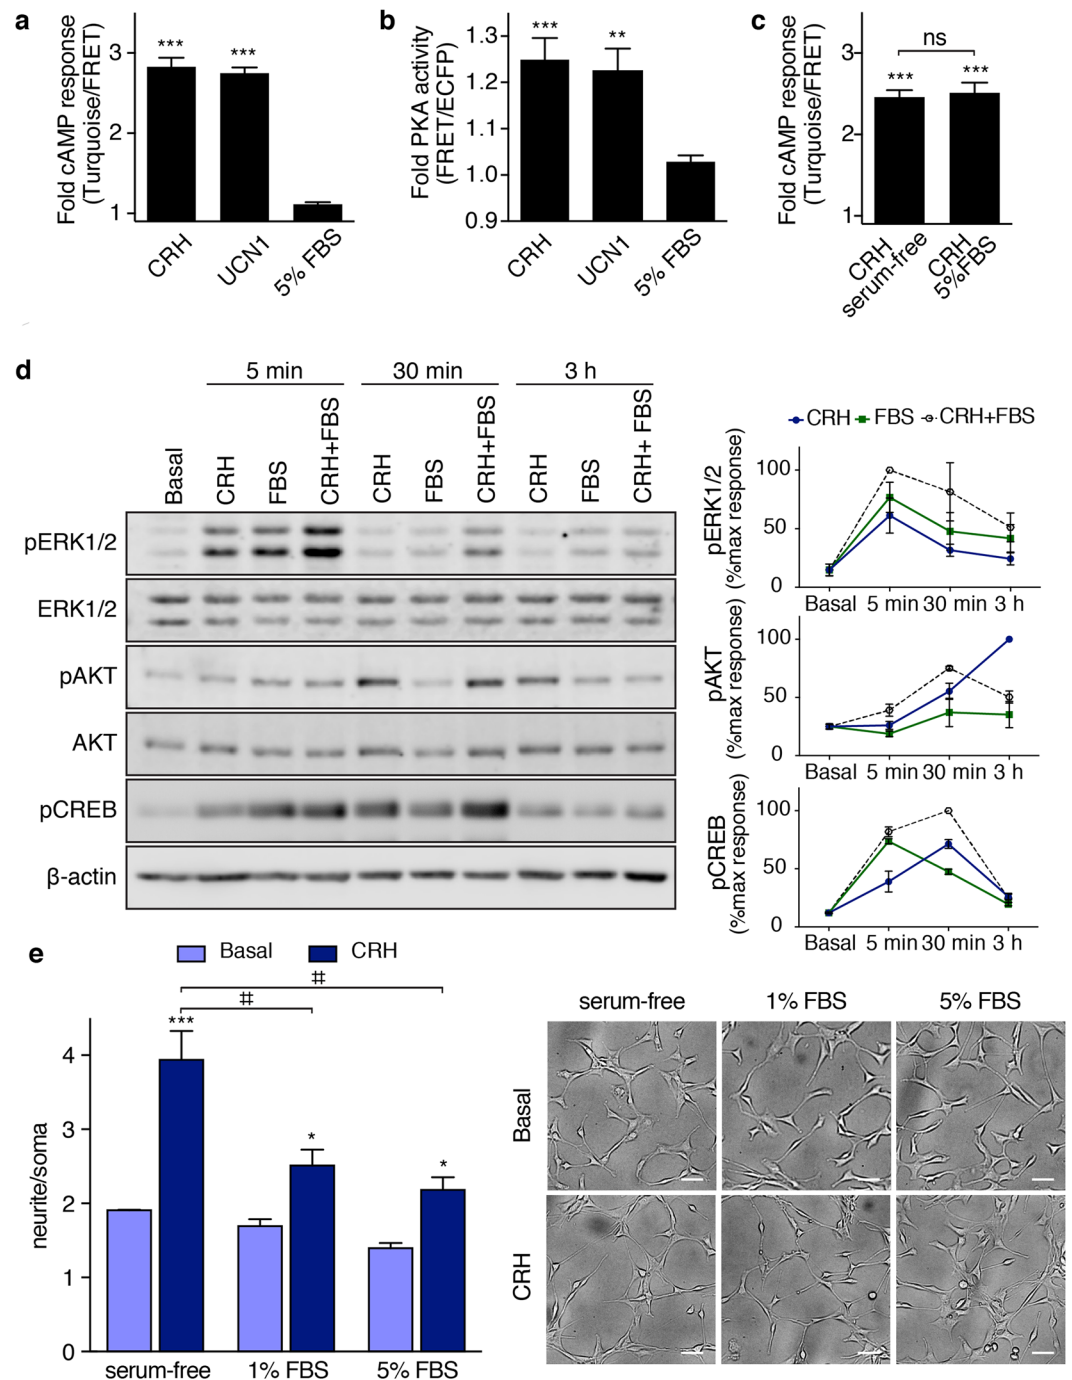 a
Fold cAMP response
(Turquoise/FRET)
3
2
1
***
***
CRH
UCN1
5% FBS
b
Fold PKA activity
(FRET/ECFP)
1.3
1.2
1.1
1.0
0.9
***
**
CRH
UCN1
5% FBS
c
Fold cAMP response
(Turquoise/FRET)
3
2
1
ns
***
***
CRH
serum-free
CRH
5%FBS
d
5 min
30 min
3 h
Basal
CRH
FBS
CRH+FBS
CRH
FBS
CRH+FBS
CRH
FBS
CRH+ FBS
pERK1/2
ERK1/2
pAKT
AKT
pCREB
β-actin
CRH FBS CRH+FBS
pERK1/2
(%max response)
100
50
0
Basal 5 min 30 min 3 h
pAKT
(%max response)
100
50
0
Basal 5 min 30 min 3 h
pCREB
(%max response)
100
50
0
Basal 5 min 30 min 3 h
e
Basal CRH
#
#
***
*
*
neurite/soma
4
3
2
1
0
serum-free 1% FBS 5% FBS
serum-free 1% FBS 5% FBS
Basal
CRH